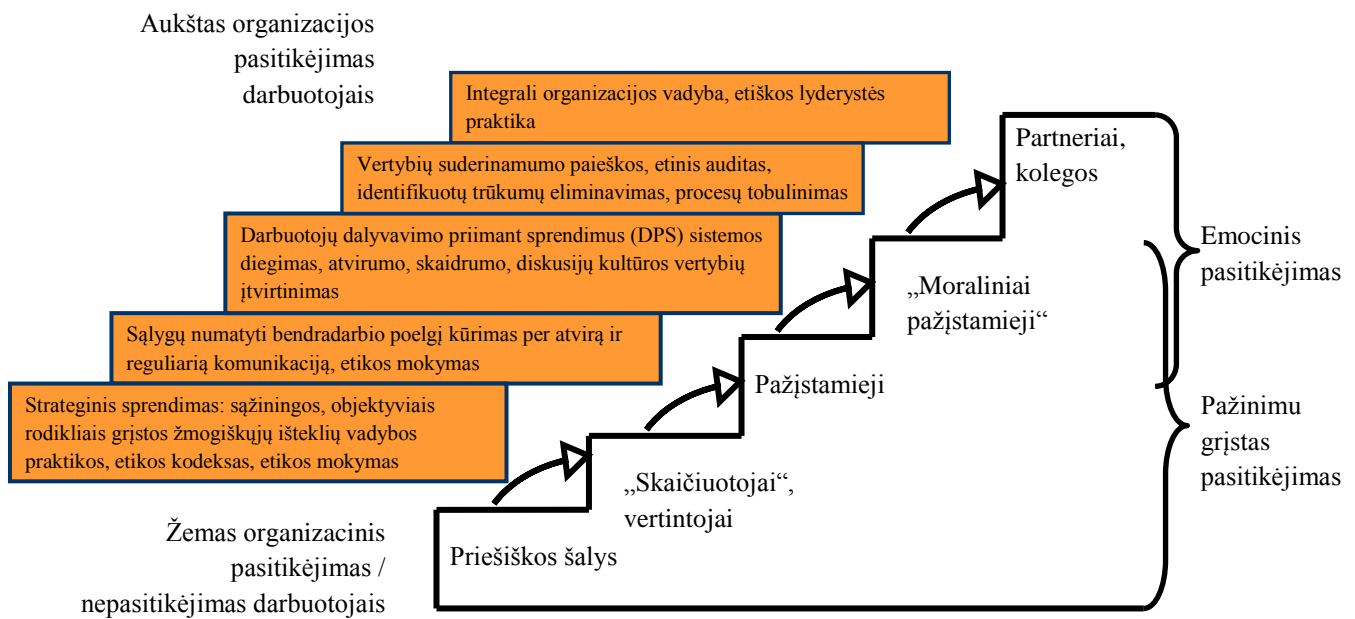 Aukštas organizacijos
pasitikėjimas
darbuotojais
Integrali organizacijos vadyba, etiškos lyderystės
praktika
Vertybių suderinamumo paieškos, etinis auditas,
identifikuotų trūkumų eliminavimas, procesų tobulinimas
Darbuotojų dalyvavimo priimant sprendimus (DPS) sistemos
diegimas, atvirumo, skaidrumo, diskusijų kultūros vertybių
įtvirtinimas
Sąlygų numatyti bendradarbio poelgį kūrimas per atvirą ir
reguliarią komunikaciją, etikos mokymas
Strateginis sprendimas: sąžiningos, objektyviais
rodikliais grįstos žmogiškųjų išteklių vadybos
praktikos, etikos kodeksas, etikos mokymas
Žemas organizacinis
pasitikėjimas /
nepasitikėjimas darbuotojais
Priešiškos šalys
„Skaičiuotojai“,
vertintojai
Pažįstamieji
„Moraliniai
pažįstamieji“
Partneriai,
kolegos
Emocinis
pasitikėjimas
Pažinimu
grįstas
pasitikėjimas